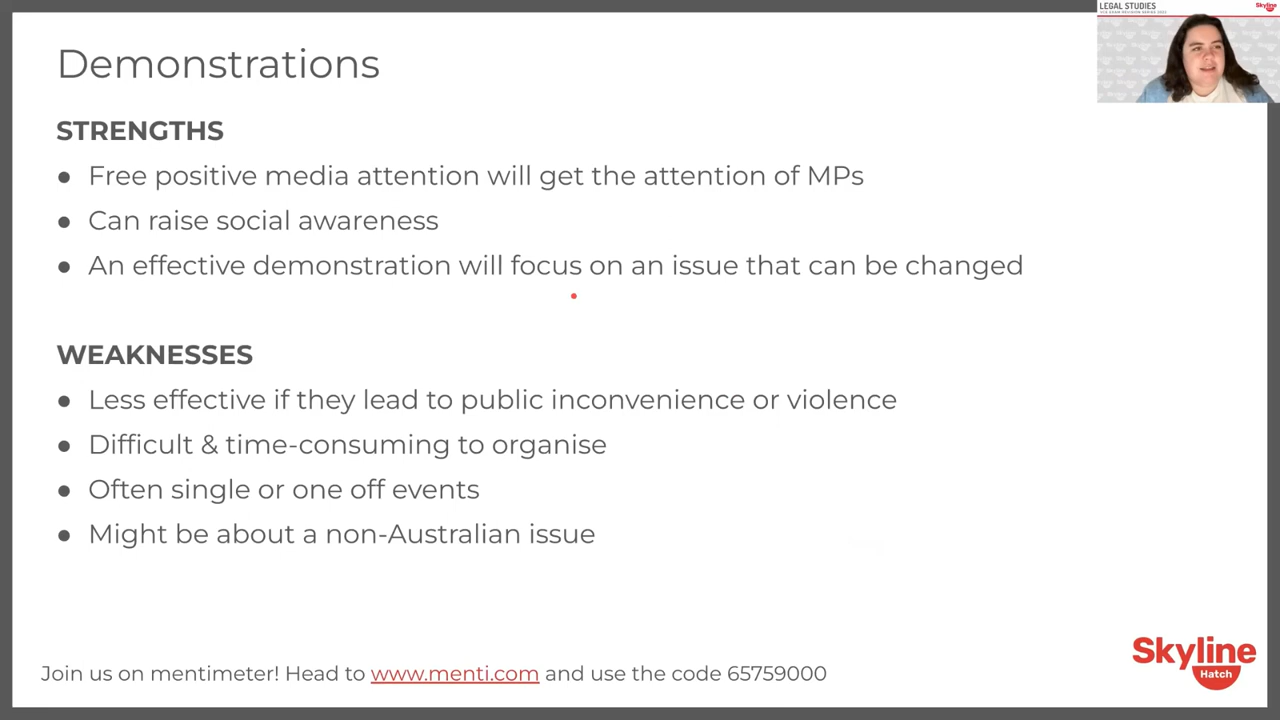 Demonstrations
STRENGTHS
● Free positive media attention will get the attention of MPs
● Can raise social awareness
● An effective demonstration will focus on an issue that can be changed
WEAKNESSES
● Less effective if they lead to public inconvenience or violence
● Difficult & time-consuming to organise
● Often single or one off events
● Might be about a non-Australian issue
Join us on mentimeter! Head to www.menti.com and use the code 65759000
Skyline
Hatch
LEGAL STUDIES
Skyline